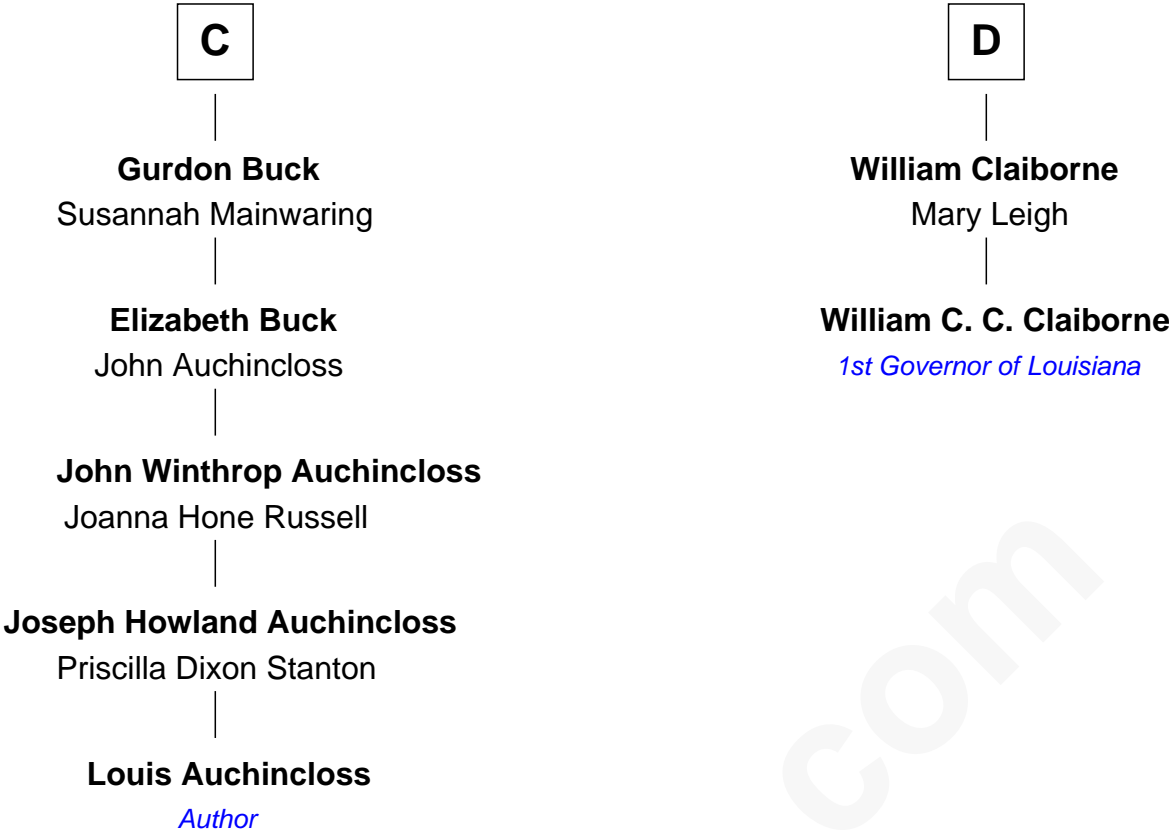 C
Gurdon Buck
Susannah Mainwaring
Elizabeth Buck
John Auchincloss
John Winthrop Auchincloss
Joanna Hone Russell
Joseph Howland Auchincloss
Priscilla Dixon Stanton
Louis Auchincloss
Author
D
William Claiborne
Mary Leigh
William C. C. Claiborne
1st Governor of Louisiana
com